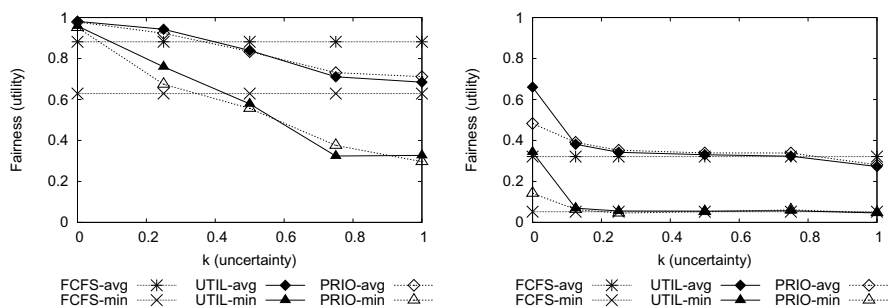 1
0.8
0.6
0.4
0.2
0
Fairness (utility)
0 0.2 0.4 0.6 0.8 1
k (uncertainty)
FCFS-avg UTIL-avg PRIO-avg
FCFS-min UTIL-min PRIO-min
1
0.8
0.6
0.4
0.2
0
Fairness (utility)
0 0.2 0.4 0.6 0.8 1
k (uncertainty)
FCFS-avg UTIL-avg PRIO-avg
FCFS-min UTIL-min PRIO-min